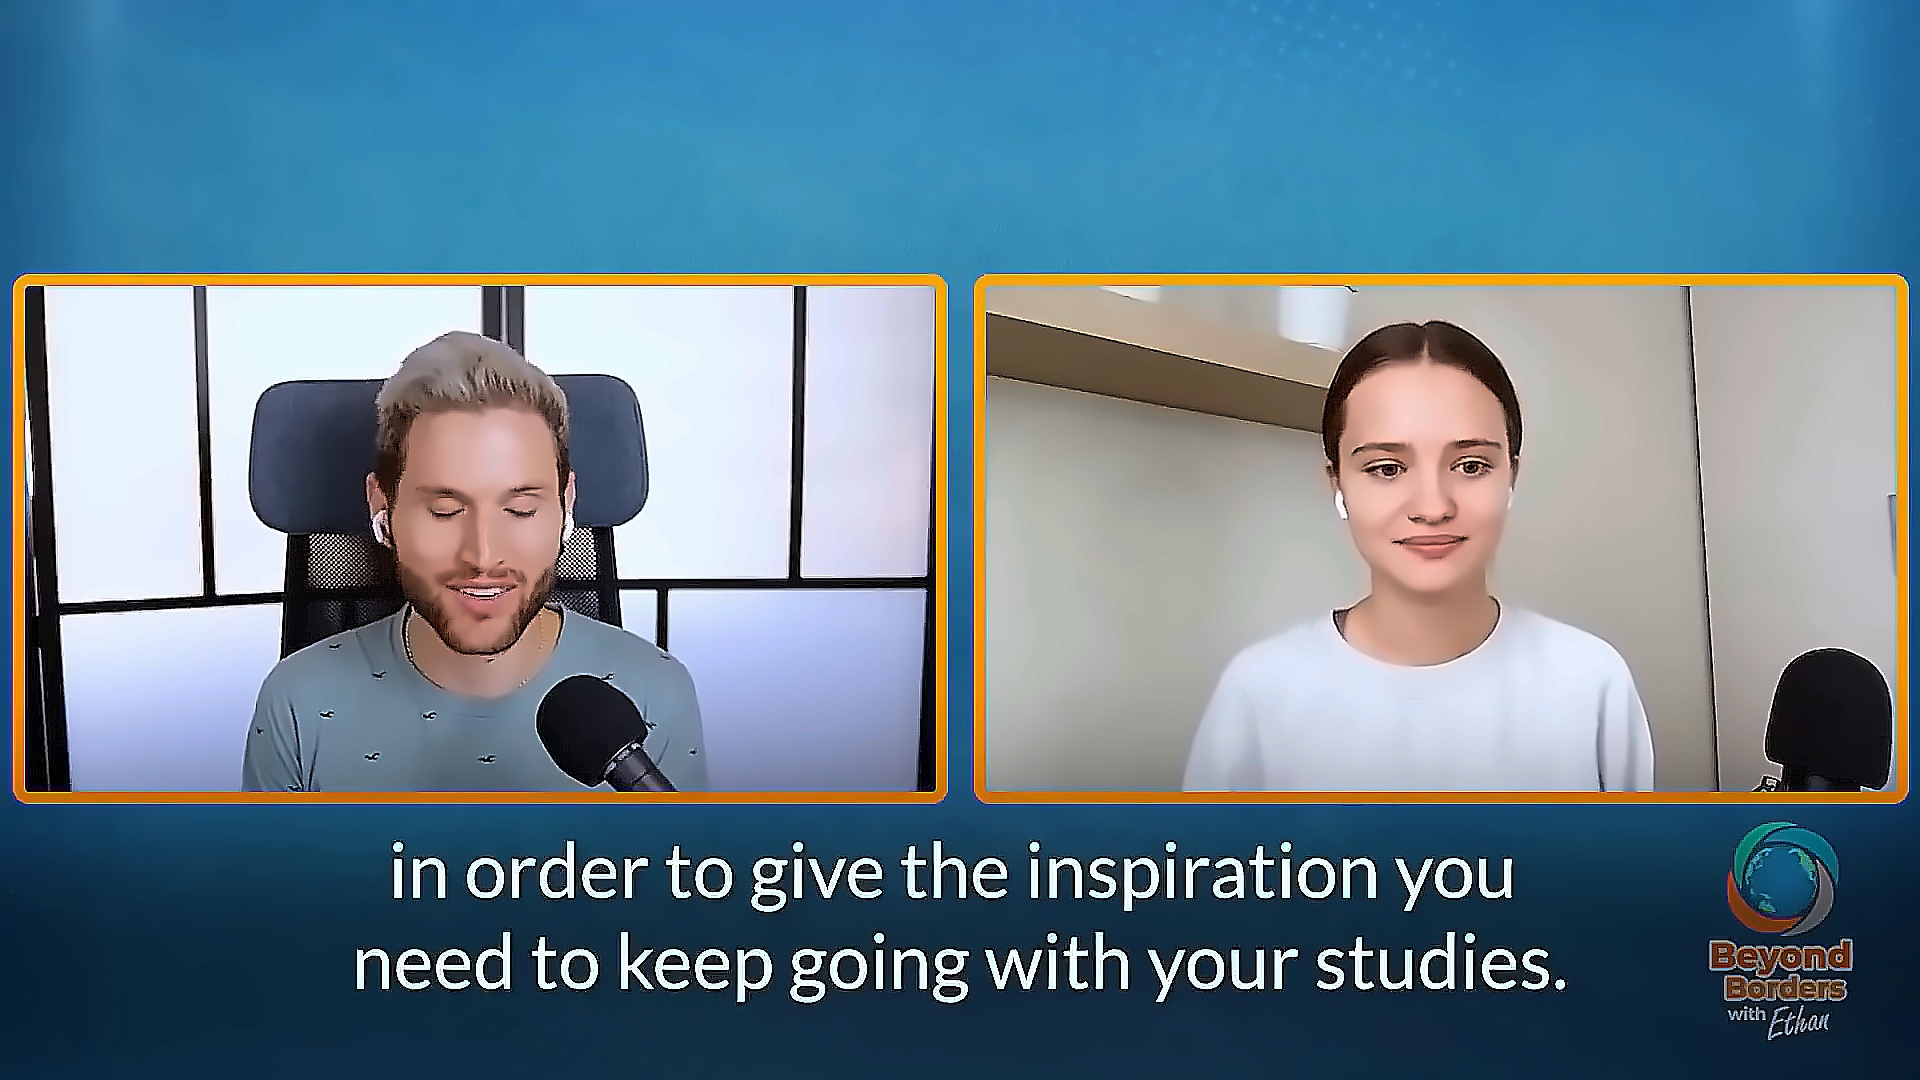 in order to give the inspiration you
need to keep going with your studies.
Beyond
Borders
with Ethan